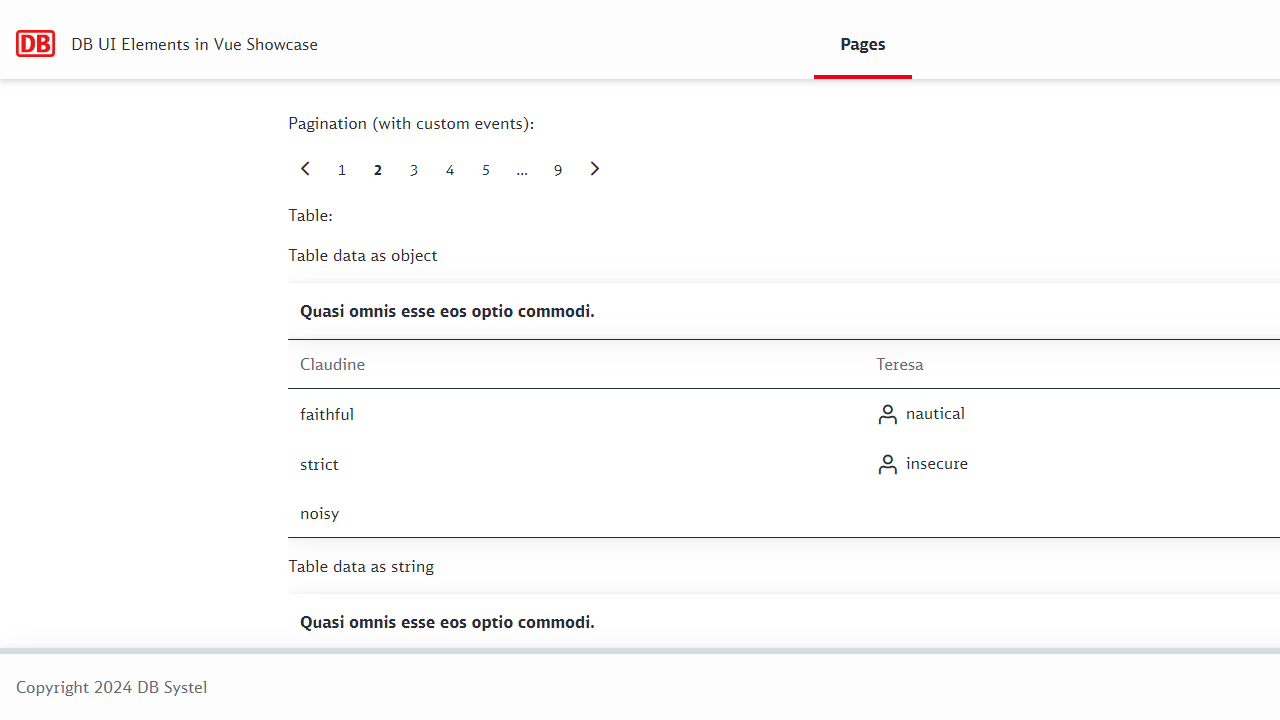 DB DB UI Elements in Vue Showcase Pages
Pagination (with custom events):
1 2 3 4 5 ... 9
Table:
Table data as object
Quasi omnis esse eos optio commodi.
Claudine Teresa
faithful nautical
strict insecure
noisy
Table data as string
Quasi omnis esse eos optio commodi.
Copyright 2024 DB Systel